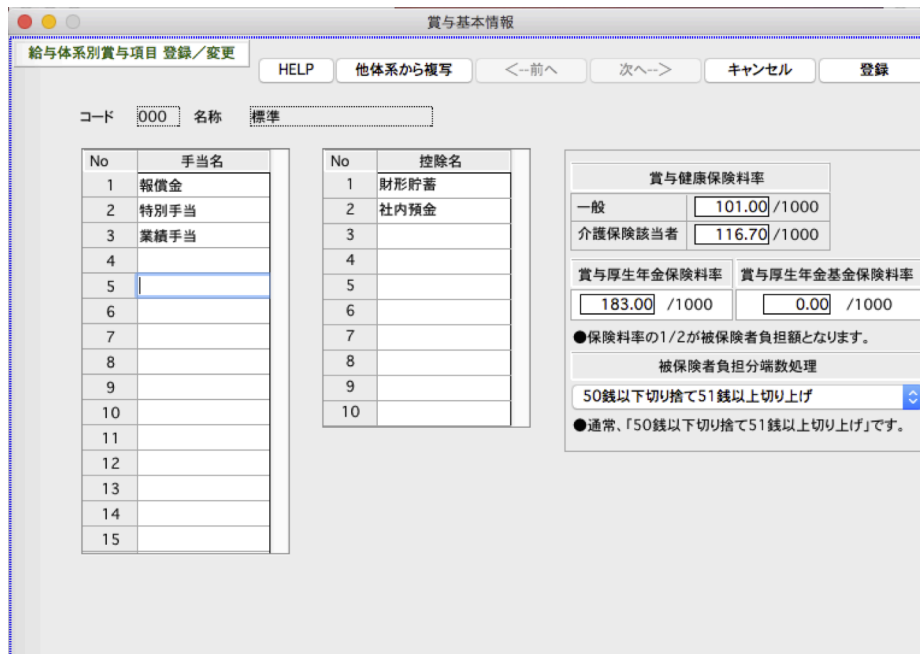 賞与基本情報
給与体系別賞与項目 登録／変更
HELP 他体系から複写 <--前へ 次へ--> キャンセル 登録
コード 000 名称 標準
No 手当名
1 報償金
2 特別手当
3 業績手当
4
5
6
7
8
9
10
11
12
13
14
15
No 控除名
1 財形貯蓄
2 社内預金
3
4
5
6
7
8
9
10
賞与健康保険料率
一般 101.00 /1000
介護保険該当者 116.70 /1000
賞与厚生年金保険料率 賞与厚生年金基金保険料率
183.00 /1000 0.00 /1000
●保険料率の1/2が被保険者負担額となります。
被保険者負担分端数処理
50銭以下切り捨て51銭以上切り上げ
●通常、「50銭以下切り捨て51銭以上切り上げ」です。